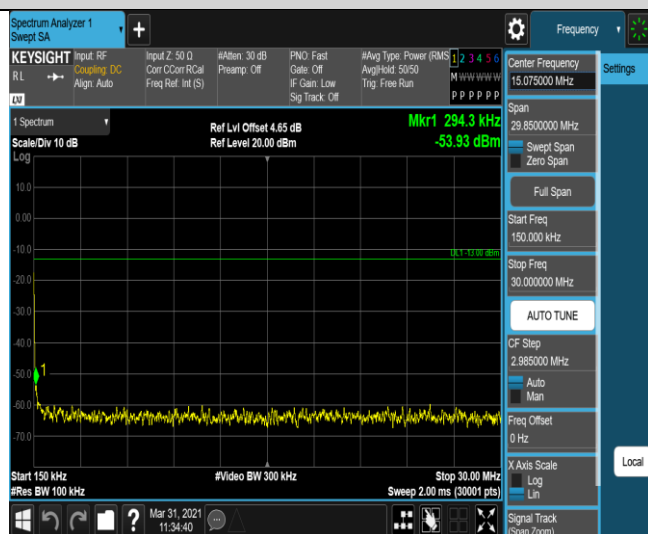 Spectrum Analyzer 1
Swept SA
+
Frequency
KEYSIGHT
RL
LXI
Input: RF
Coupling: DC
Align: Auto
Input Z: 50 Ω
Corr CCorr RCal
Freq Ref: Int (S)
#Atten: 30 dB
Preamp: Off
PNO: Fast
Gate: Off
IF Gain: Low
Sig Track: Off
#Avg Type: Power (RMS
Avg|Hold: 50/50
Trig: Free Run
1 2 3 4 5 6
M W W W W W
P P P P P P
1 Spectrum
Scale/Div 10 dB
Log
Ref Lvl Offset 4.65 dB
Ref Level 20.00 dBm
Mkr1 294.3 kHz
-53.93 dBm
10.0
0.00
-10.0
DL1 -13.00 dBm
-20.0
-30.0
-40.0
-50.0
1
-60.0
-70.0
Start 150 kHz
#Res BW 100 kHz
#Video BW 300 kHz
Stop 30.00 MHz
Sweep 2.00 ms (30001 pts)
?
Mar 31, 2021
11:34:40
Center Frequency
15.075000 MHz
Span
29.8500000 MHz
Swept Span
Zero Span
Full Span
Start Freq
150.000 kHz
Stop Freq
30.000000 MHz
AUTO TUNE
CF Step
2.985000 MHz
Auto
Man
Freq Offset
0 Hz
X Axis Scale
Log
Lin
Signal Track
(Span Zoom)
Settings
Local